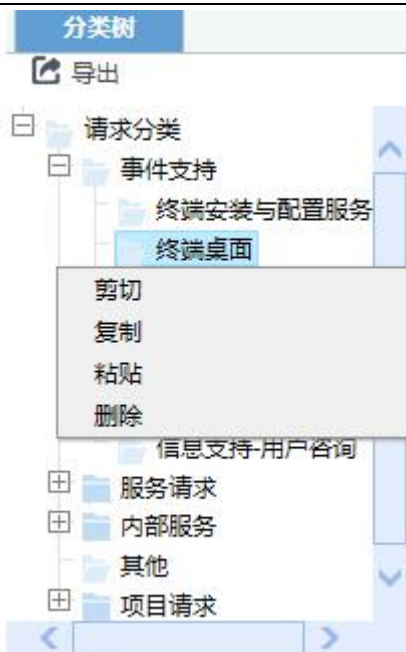 分类树
导出
请求分类
事件支持
终端安装与配置服务
终端桌面
剪切
复制
粘贴
删除
信息支持-用户咨询
服务请求
内部服务
其他
项目请求